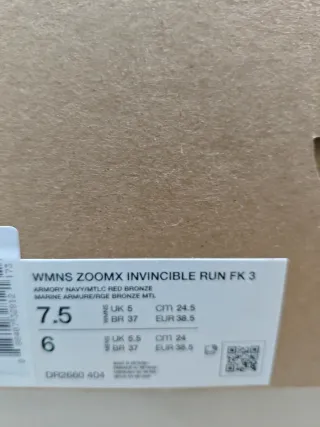 WMNS ZOOMX INVINCIBLE RUN FK 3
ARMORY NAVY/MTLC RED BRONZE
MARINE ARMURE/RGE BRONZE MTL
7.5 WMNS UK 5 cm 24.5
BR 37 EUR 38.5
6 UK 5.5 cm 24
BR 37 EUR 38.5
DR2660 404